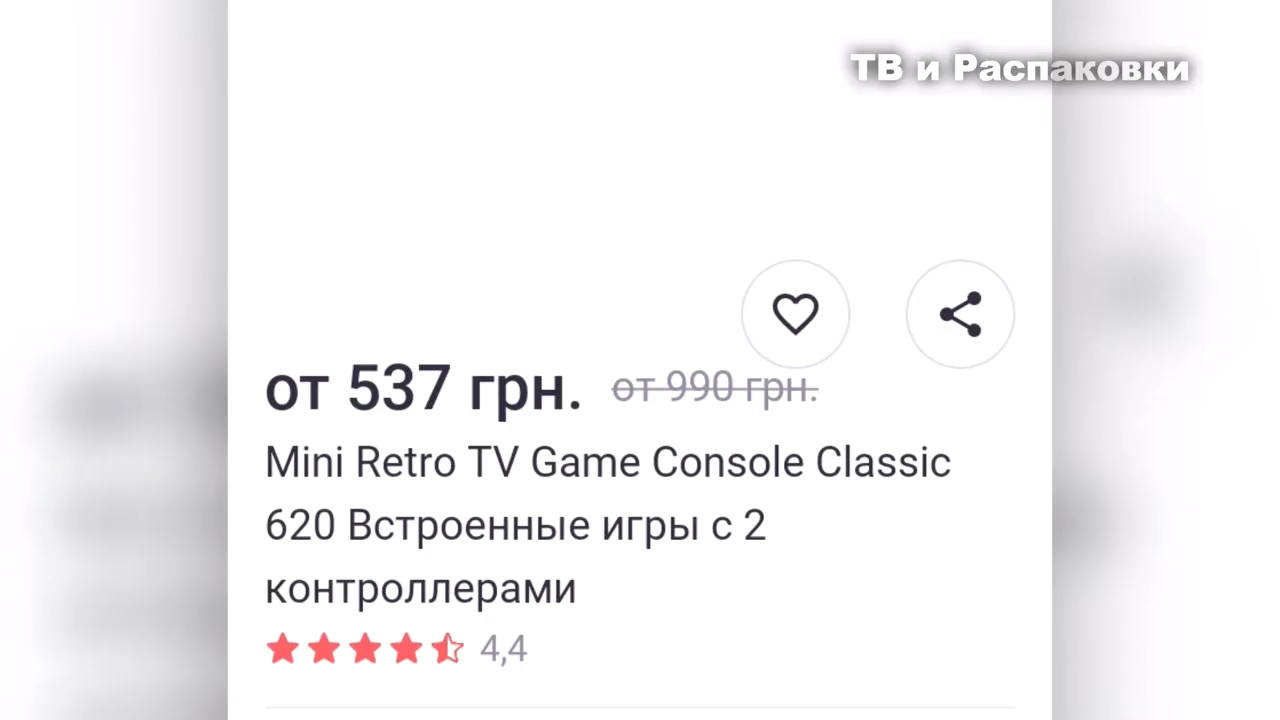 ТВ и Распаковки
от 537 грн. от 990 грн.
Mini Retro TV Game Console Classic
620 Встроенные игры с 2
контроллерами
4,4